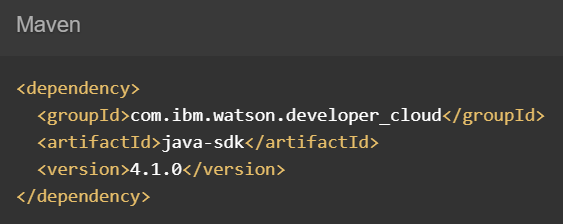 Maven
<dependency>
  <groupId>com.ibm.watson.developer_cloud</groupId>
  <artifactId>java-sdk</artifactId>
  <version>4.1.0</version>
</dependency>